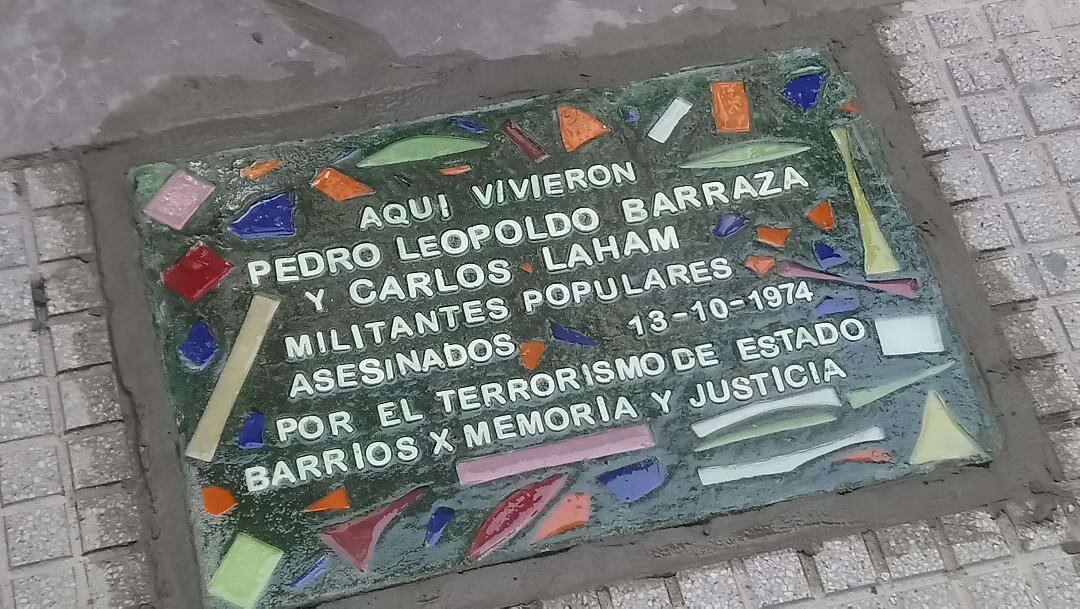 AQUI VIVIERON
PEDRO LEOPOLDO BARRAZA
Y CARLOS LAHAM
MILITANTES POPULARES
ASESINADOS 13-10-1974
POR EL TERRORISMO DE ESTADO
BARRIOS X MEMORIA Y JUSTICIA